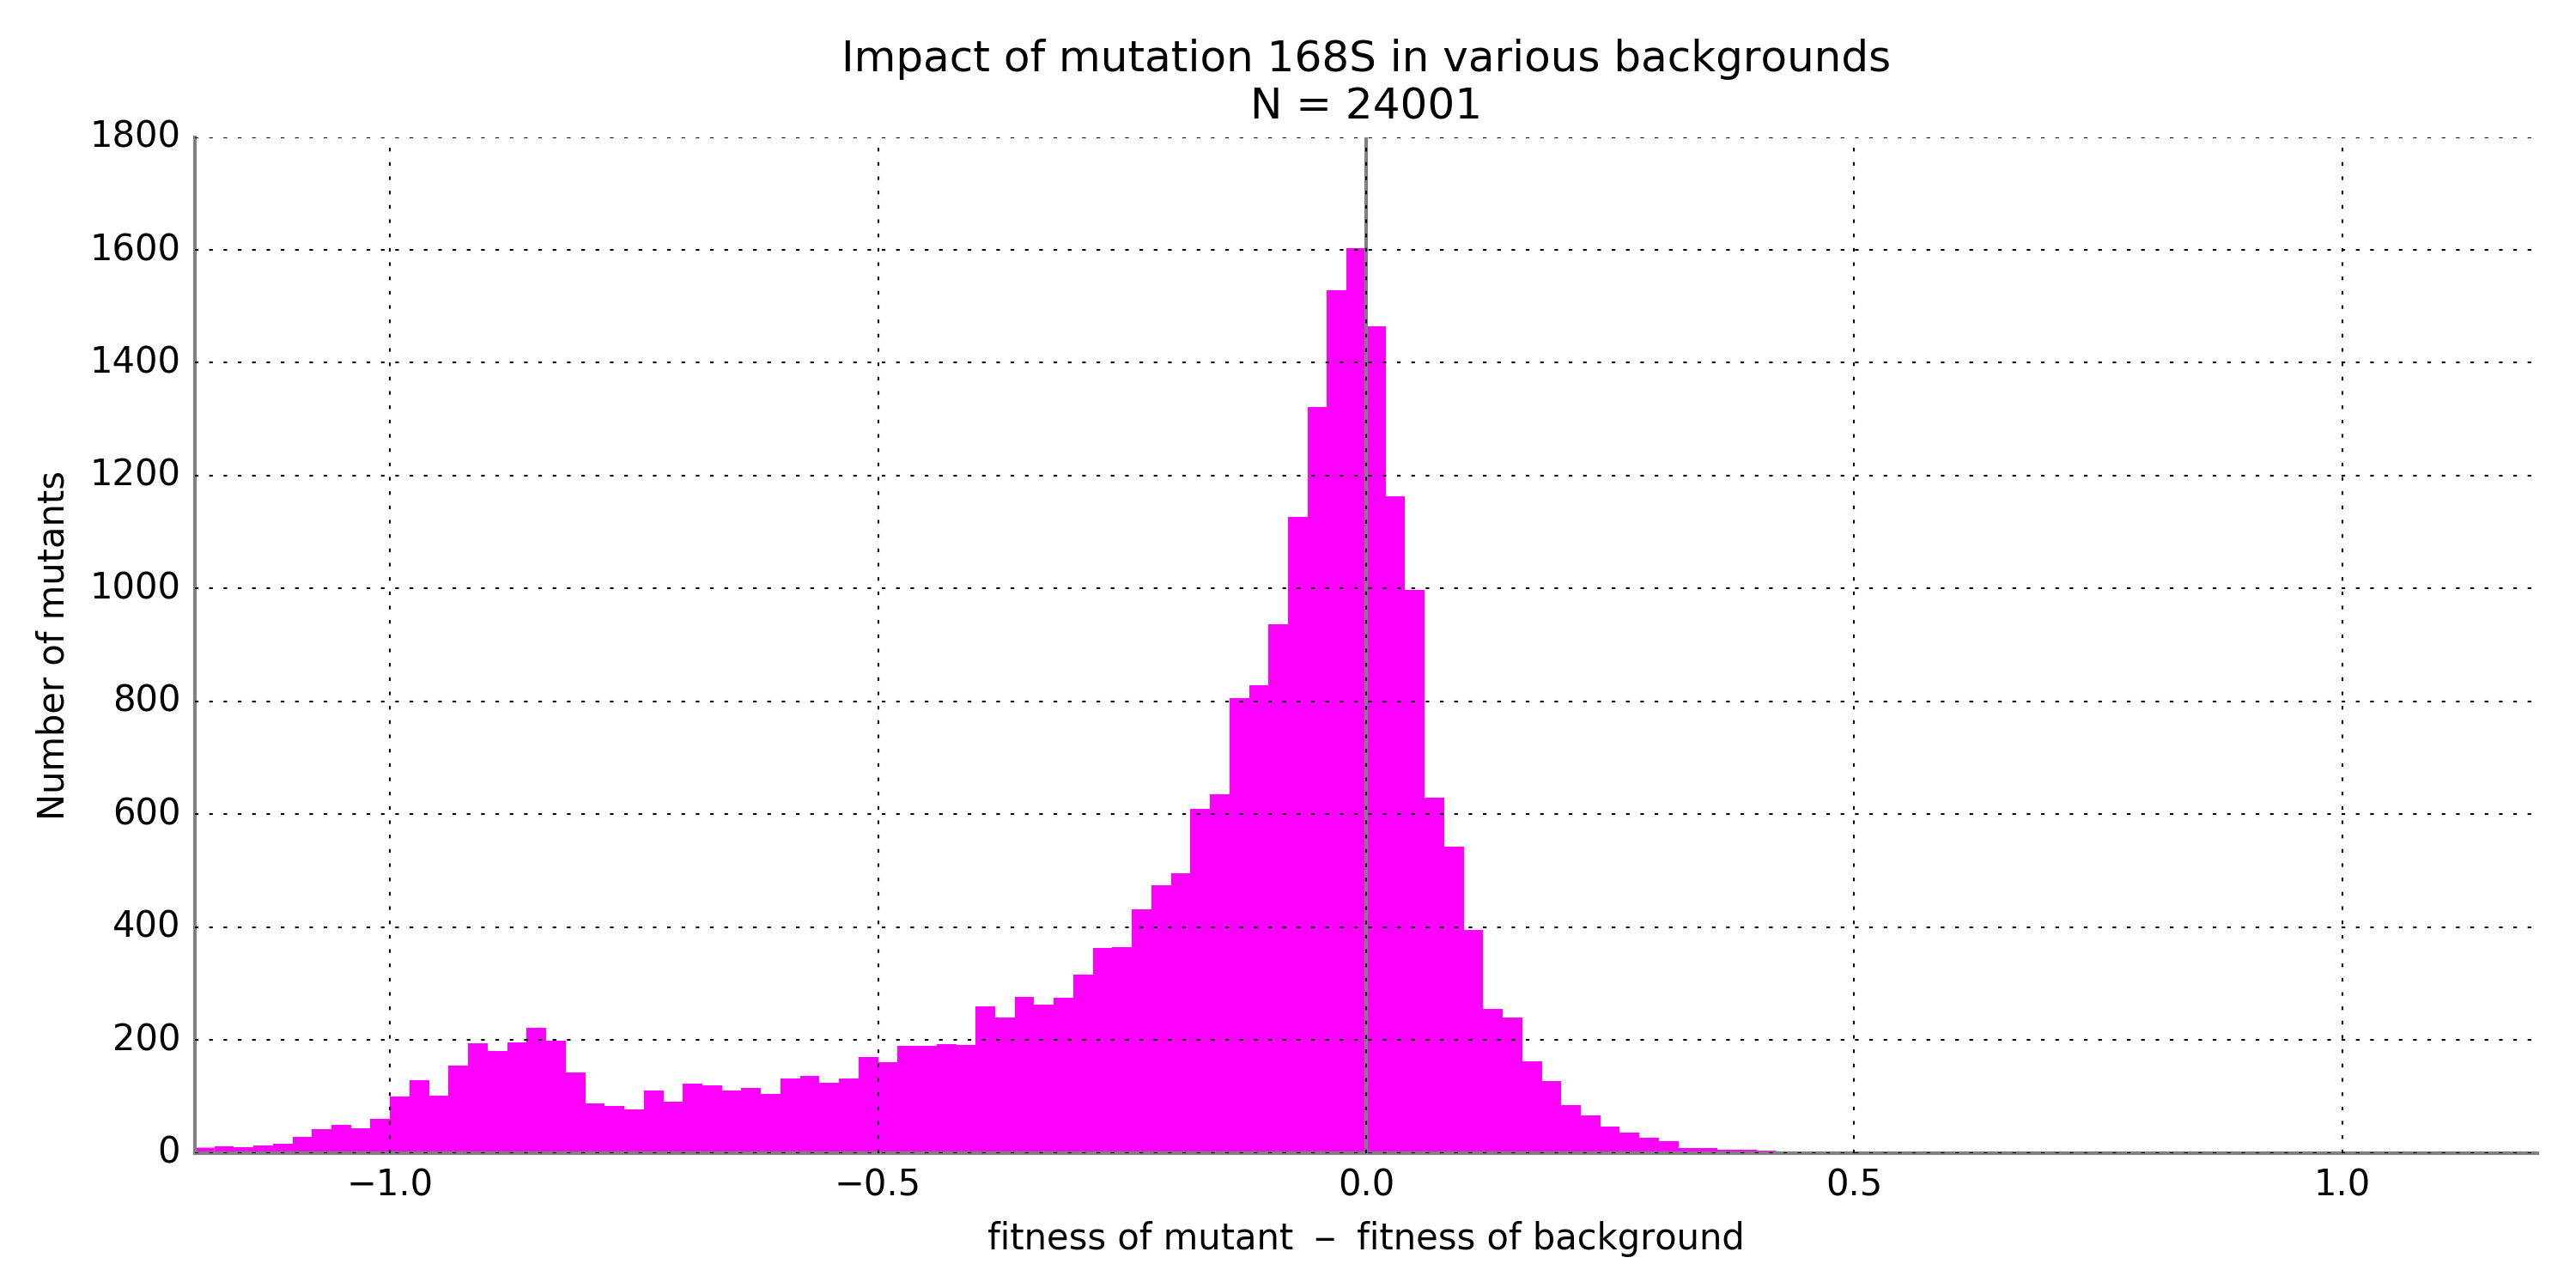 Impact of mutation 168S in various backgrounds
N = 24001
1800
1600
1400
1200
1000
800
600
400
200
0
Number of mutants
−1.0 −0.5 0.0 0.5 1.0
fitness of mutant – fitness of background